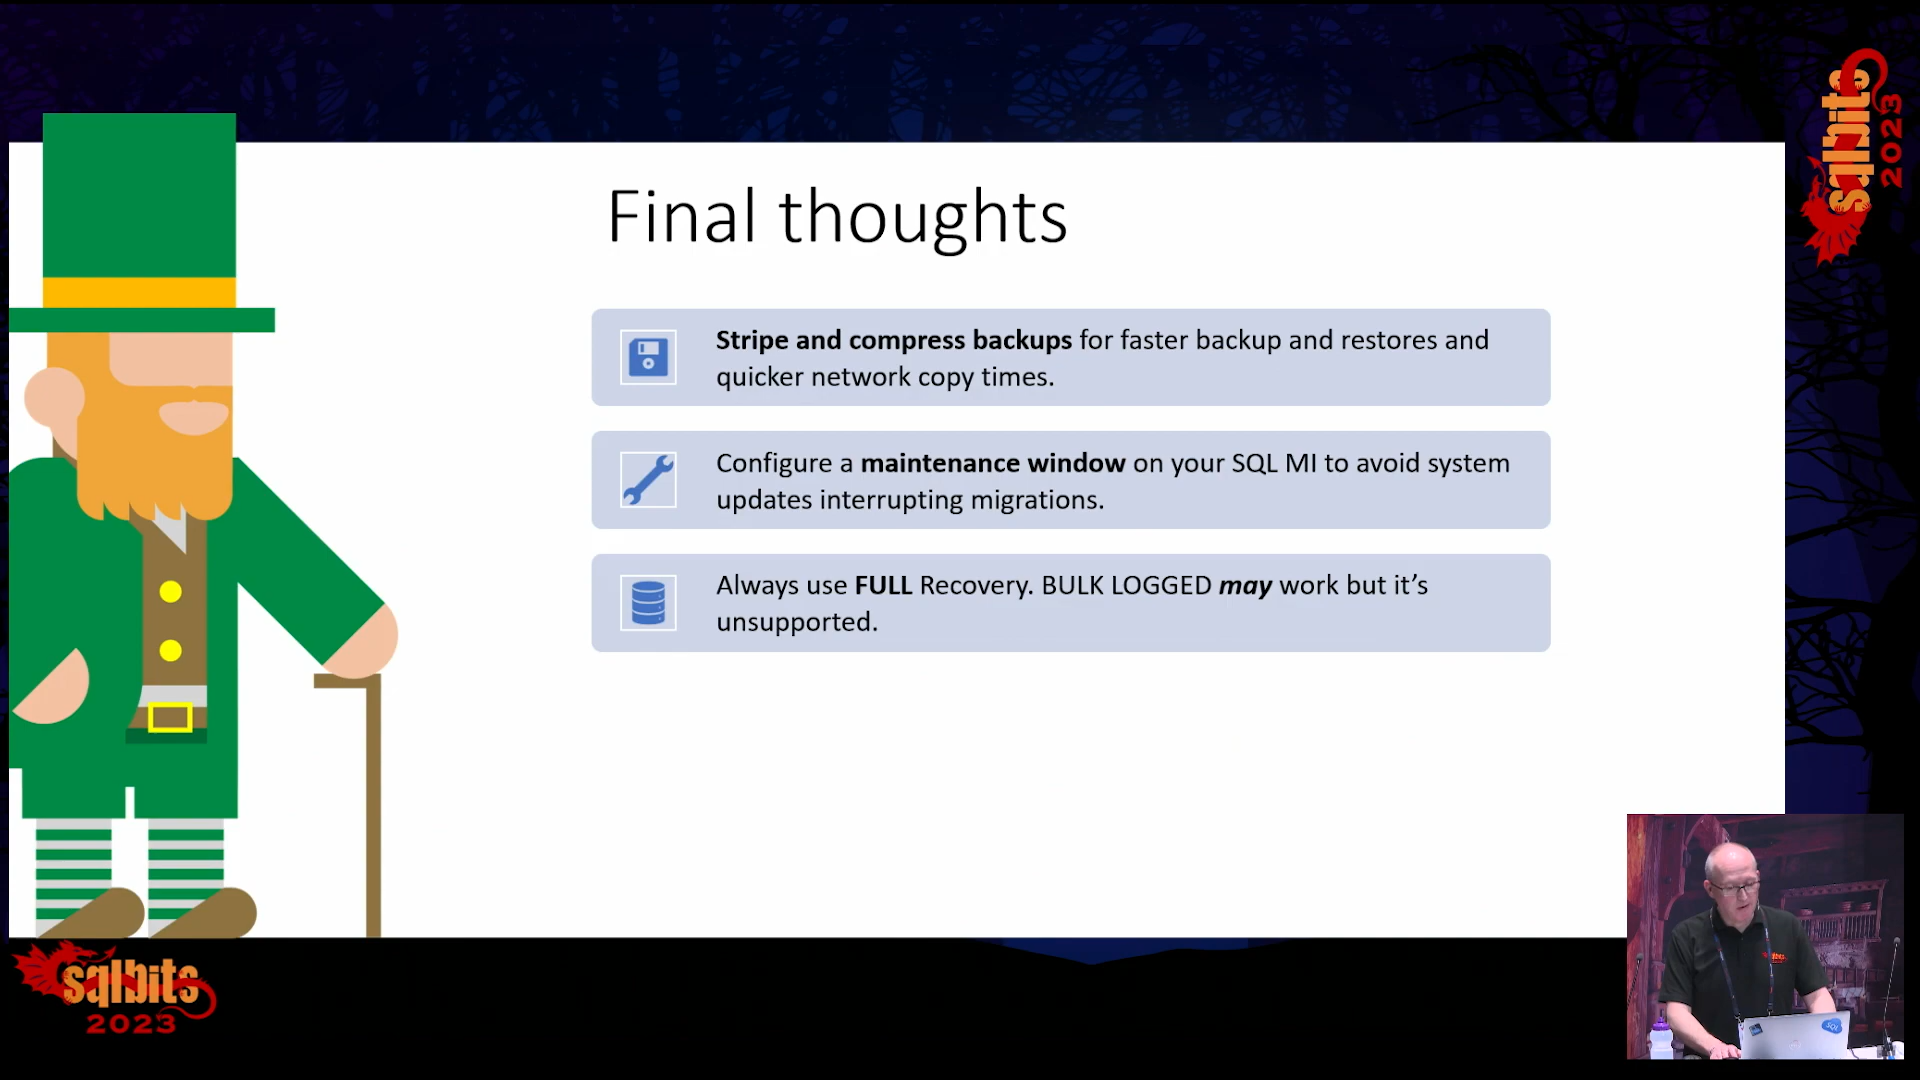 sqlbits
2023
Final thoughts
Stripe and compress backups for faster backup and restores and
quicker network copy times.
Configure a maintenance window on your SQL MI to avoid system
updates interrupting migrations.
Always use FULL Recovery. BULK LOGGED may work but it’s
unsupported.
sqlbits
2023
SQL